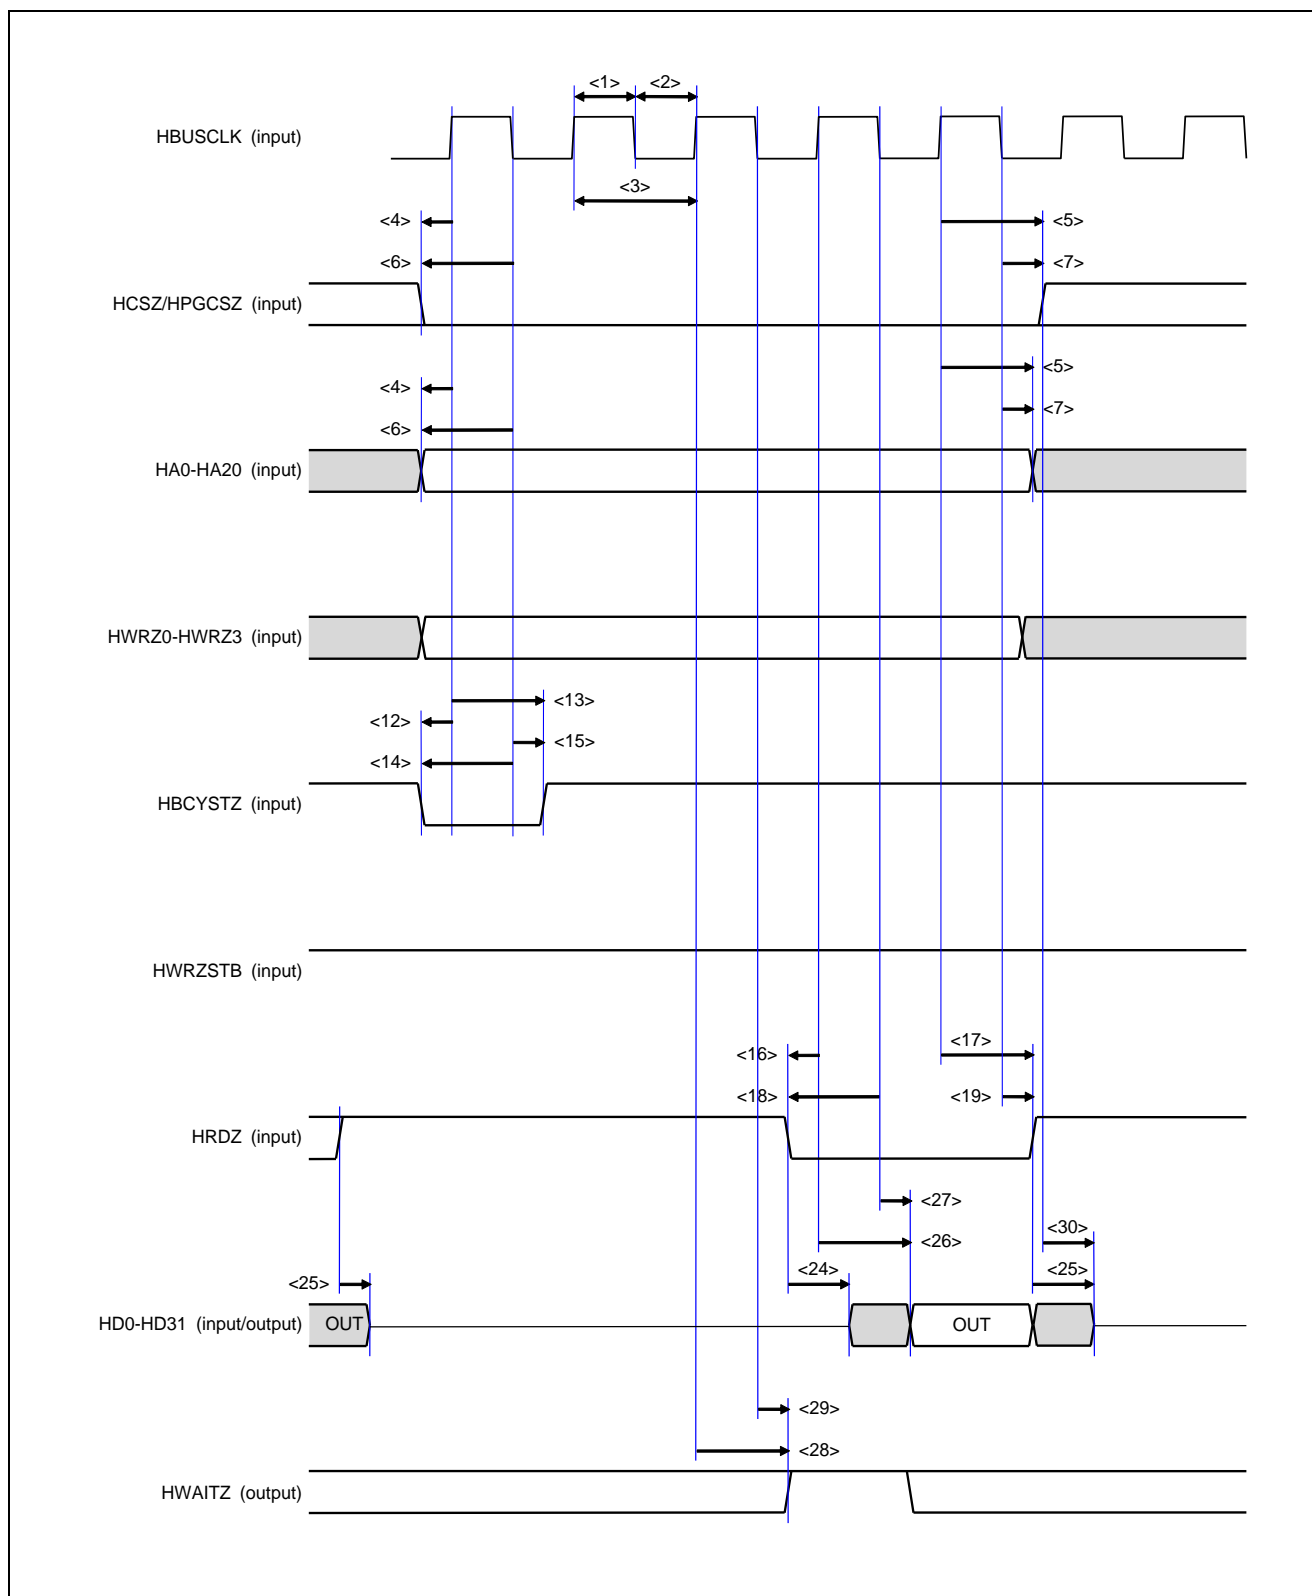 <1> <2>
HBUSCLK (input)
<3>
<4> <5>
<6> <7>
HCSZ/HPGCSZ (input)
<5>
<4>
<7>
<6>
HA0-HA20 (input)
HWRZ0-HWRZ3 (input)
<13>
<12>
<15>
<14>
HBCYSTZ (input)
HWRZSTB (input)
<17>
<16>
<18> <19>
HRDZ (input)
<27>
<30>
<26>
<24>
<25> <25>
HD0-HD31 (input/output) OUT OUT
<29>
<28>
HWAITZ (output)